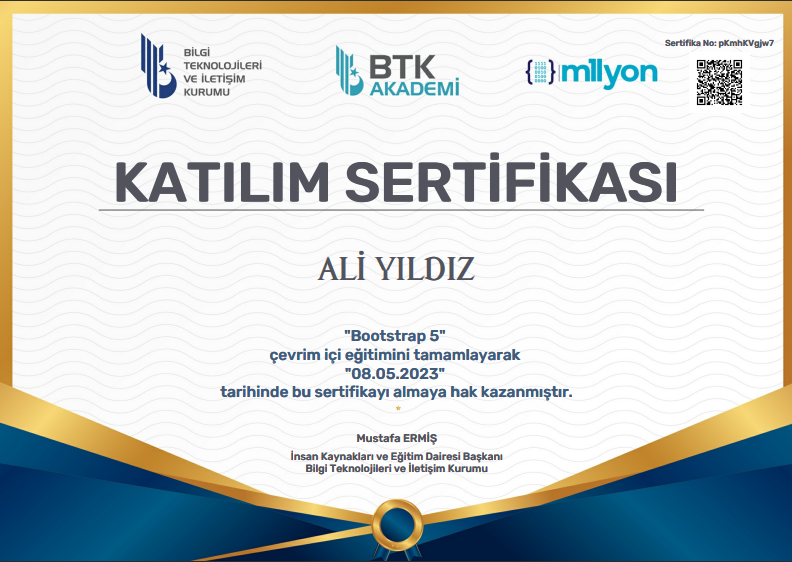 Sertifika No: pKmhKVgjw7
BİLGİ
TEKNOLOJİLERİ
VE İLETİŞİM
KURUMU
BTK
AKADEMİ
m1lyon
KATILIM SERTİFİKASI
ALİ YILDIZ
"Bootstrap 5"
çevrim içi eğitimini tamamlayarak
"08.05.2023"
tarihinde bu sertifikayı almaya hak kazanmıştır.
Mustafa ERMİŞ
İnsan Kaynakları ve Eğitim Dairesi Başkanı
Bilgi Teknolojileri ve İletişim Kurumu